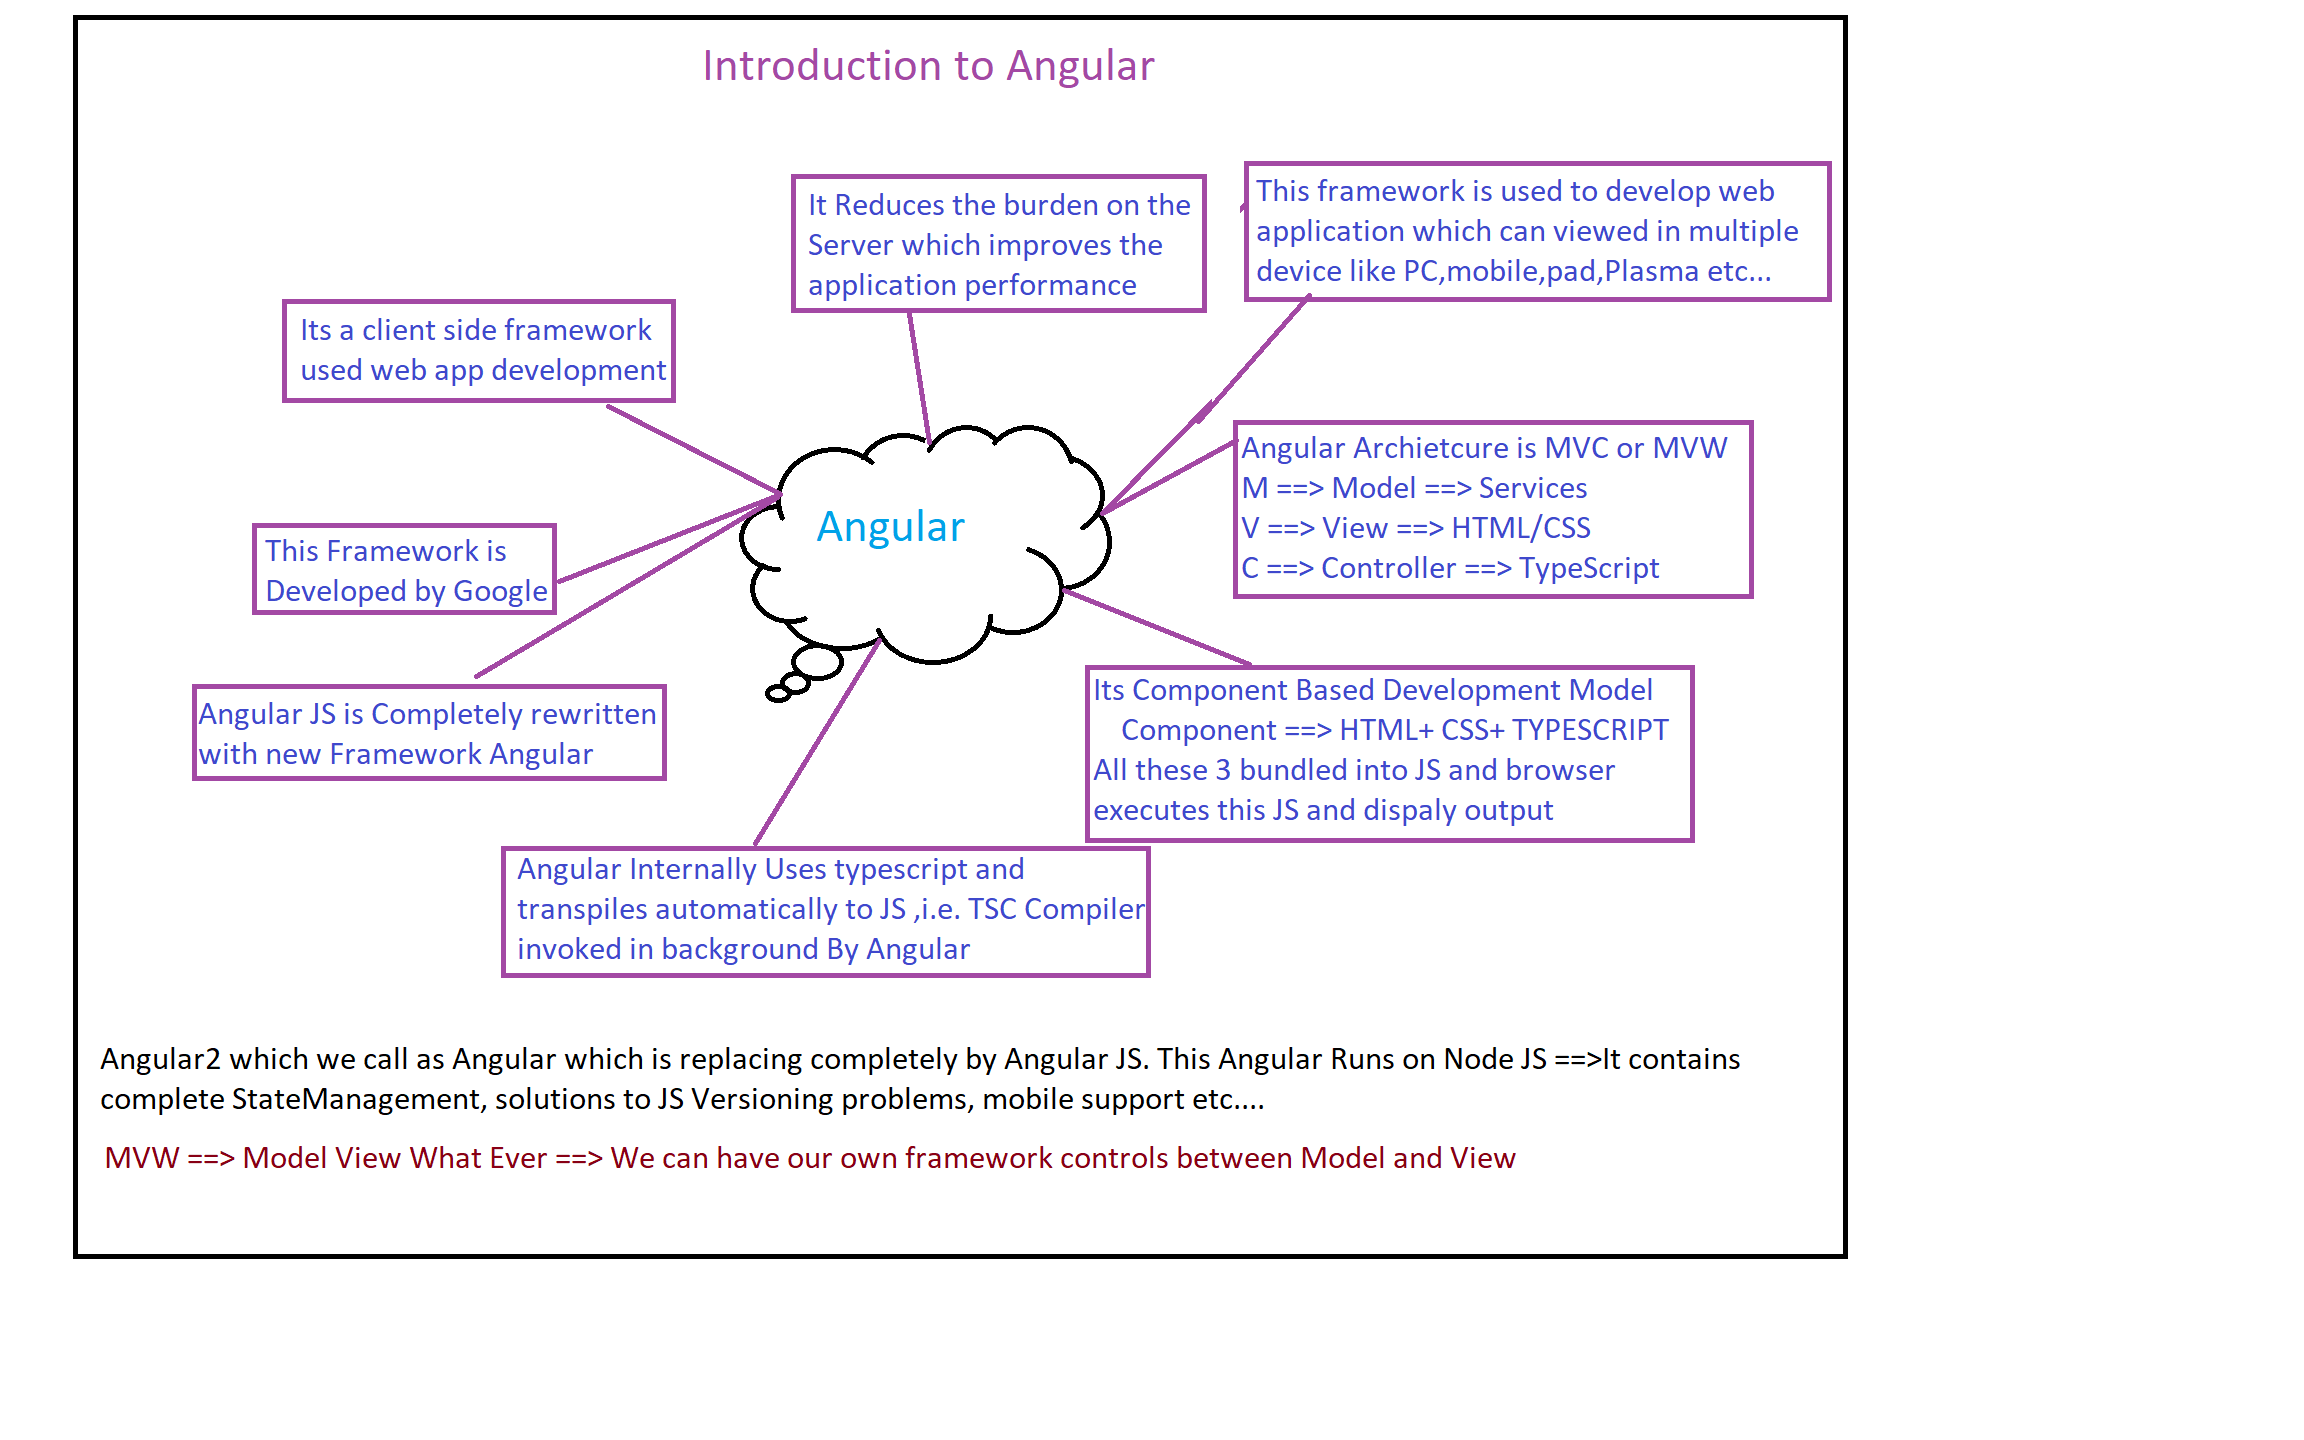 Introduction to Angular
It Reduces the burden on the
Server which improves the
application performance
This framework is used to develop web
application which can viewed in multiple
device like PC,mobile,pad,Plasma etc...
Its a client side framework
used web app development
Angular Archietcure is MVC or MVW
M ==> Model ==> Services
V ==> View ==> HTML/CSS
C ==> Controller ==> TypeScript
Angular
This Framework is
Developed by Google
Angular JS is Completely rewritten
with new Framework Angular
Its Component Based Development Model
Component ==> HTML+ CSS+ TYPESCRIPT
All these 3 bundled into JS and browser
executes this JS and dispaly output
Angular Internally Uses typescript and
transpiles automatically to JS ,i.e. TSC Compiler
invoked in background By Angular
Angular2 which we call as Angular which is replacing completely by Angular JS. This Angular Runs on Node JS ==>It contains
complete StateManagement, solutions to JS Versioning problems, mobile support etc....
MVW ==> Model View What Ever ==> We can have our own framework controls between Model and View